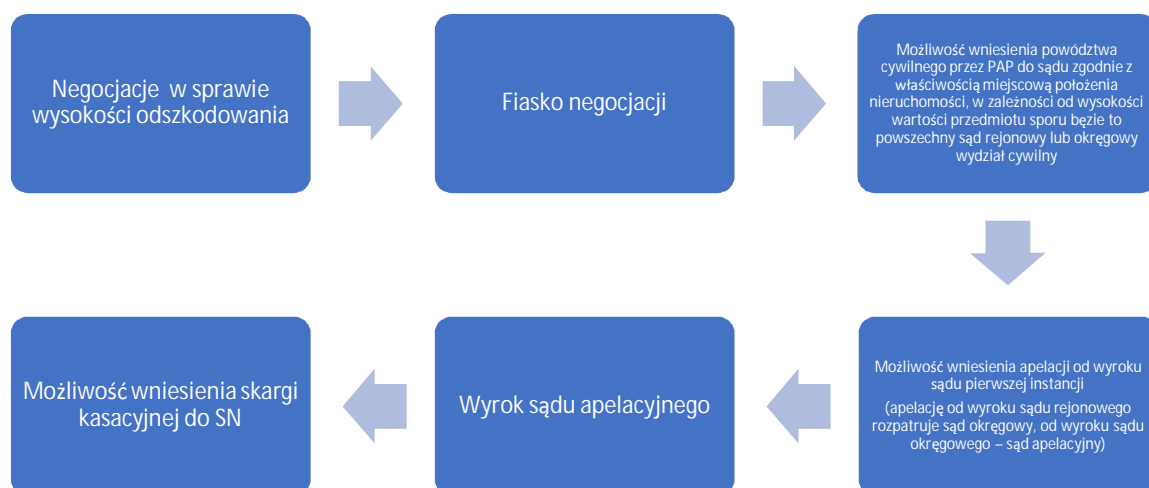 Negocjacje w sprawie
wysokości odszkodowania
Fiasko negocjacji
Możliwość wniesienia powództwa
cywilnego przez PAP do sądu zgodnie z
właściwością miejscową położenia
nieruchomości, w zależności od wysokości
wartości przedmiotu sporu bęzie to
powszechny sąd rejonowy lub okręgowy
wydział cywilny
Możliwość wniesienia apelacji od wyroku
sądu pierwszej instancji
(apelację od wyroku sądu rejonowego
rozpatruje sąd okręgowy, od wyroku sądu
okręgowego – sąd apelacyjny)
Wyrok sądu apelacyjnego
Możliwość wniesienia skargi
kasacyjnej do SN